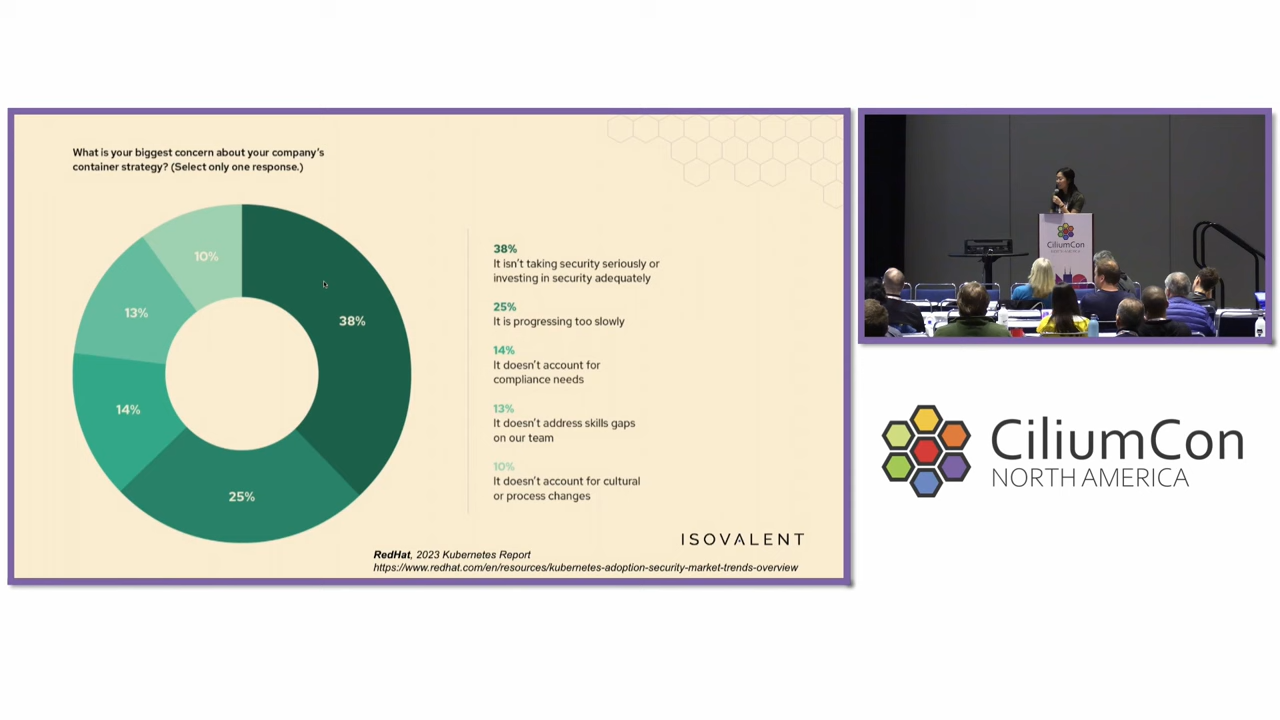 What is your biggest concern about your company's
container strategy? (Select only one response.)
10%
13%
38%
14%
25%
38%
It isn't taking security seriously or
investing in security adequately
25%
It is progressing too slowly
14%
It doesn't account for
compliance needs
13%
It doesn't address skills gaps
on our team
10%
It doesn't account for cultural
or process changes
ISOVALENT
RedHat, 2023 Kubernetes Report
https://www.redhat.com/en/resources/kubernetes-adoption-security-market-trends-overview
CiliumCon
CiliumCon
NORTH AMERICA